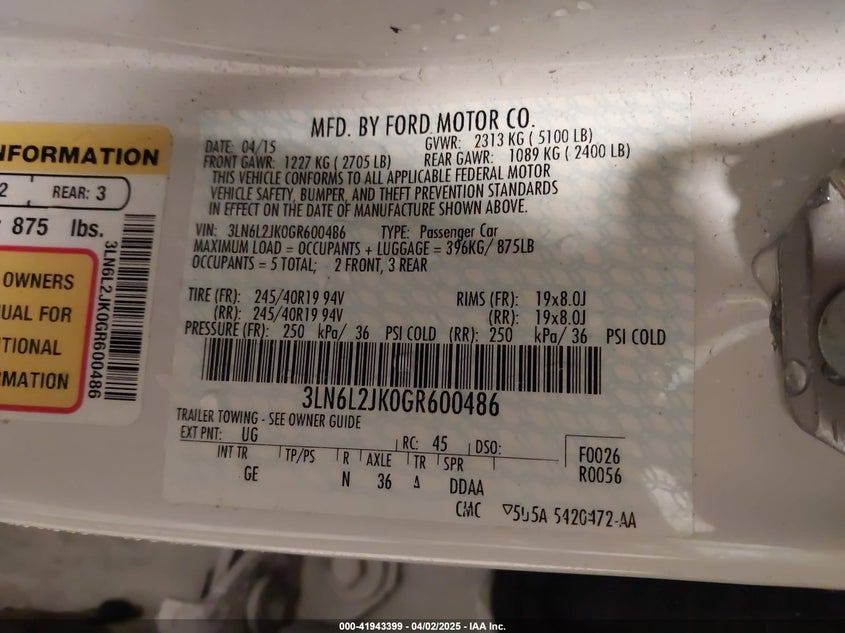 NFORMATION
2 REAR: 3
875 lbs.
OWNERS
UAL FOR
ITIONAL
RMATION
3LN6L2JK0GR600486
MFD. BY FORD MOTOR CO.
DATE: 04/15 GVWR: 2313 KG ( 5100 LB)
FRONT GAWR: 1227 KG ( 2705 LB) REAR GAWR: 1089 KG ( 2400 LB)
THIS VEHICLE CONFORMS TO ALL APPLICABLE FEDERAL MOTOR
VEHICLE SAFETY, BUMPER, AND THEFT PREVENTION STANDARDS
IN EFFECT ON THE DATE OF MANUFACTURE SHOWN ABOVE.
VIN: 3LN6L2JK0GR600486 TYPE: Passenger Car
MAXIMUM LOAD = OCCUPANTS + LUGGAGE = 396KG/ 875LB
OCCUPANTS = 5 TOTAL; 2 FRONT, 3 REAR
TIRE (FR): 245/40R19 94V RIMS (FR): 19x8.0J
(RR): 245/40R19 94V (RR): 19x8.0J
PRESSURE (FR): 250 kPa/ 36 PSI COLD (RR): 250 kPa/ 36 PSI COLD
3LN6L2JK0GR600486
TRAILER TOWING - SEE OWNER GUIDE
EXT PNT: UG RC: 45 DSO: F0026
INT TR TP/PS R AXLE TR SPR R0056
GE N 36 Δ DDAA
CMC ▽5U5A 5420472-AA
000-41943399 | 04/02/2025 - IAA Inc.